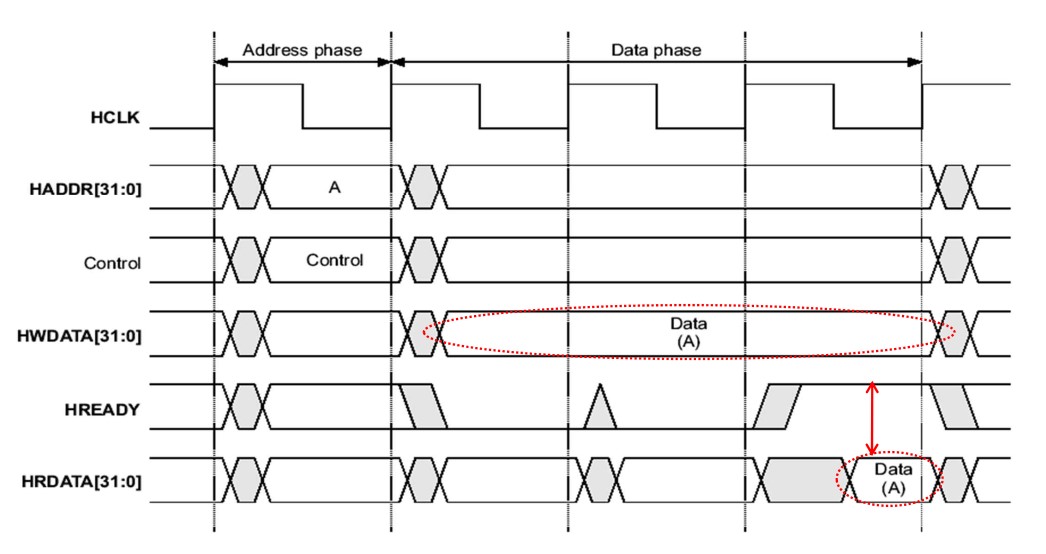 Address phase
Data phase
HCLK
HADDR[31:0]
A
Control
Control
HWDATA[31:0]
Data
(A)
HREADY
HRDATA[31:0]
Data
(A)